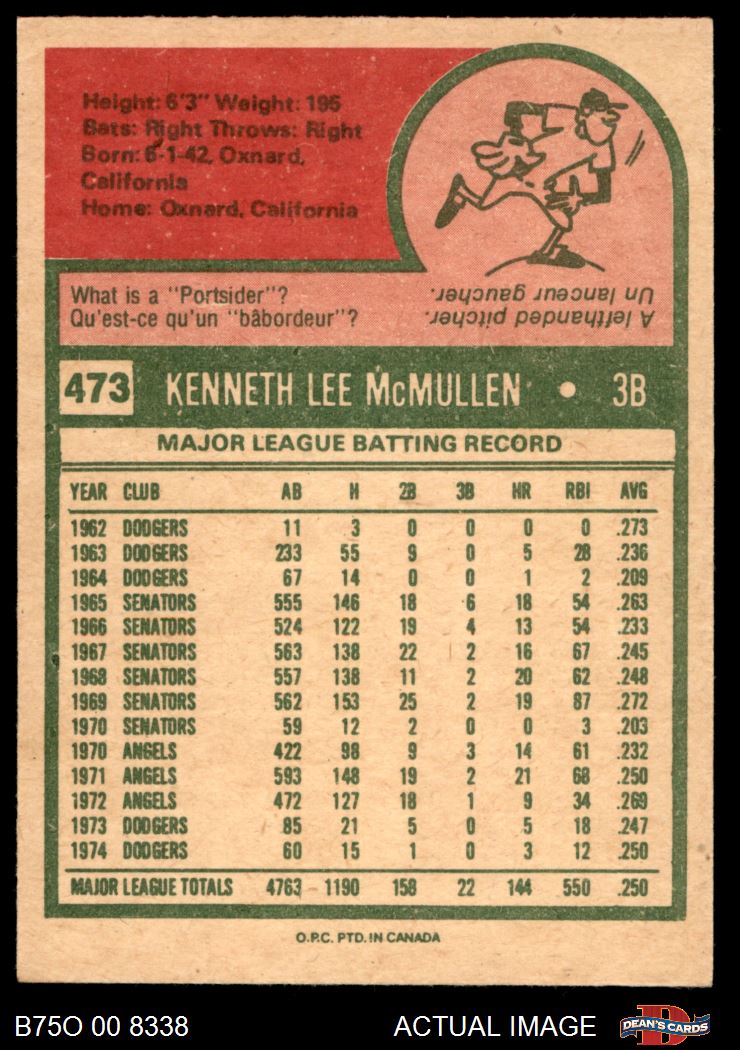 Height: 6'3" Weight: 195
Bats: Right Throws: Right
Born: 6-1-42, Oxnard,
California
Home: Oxnard, California
What is a "Portsider"?
Qu'est-ce qu'un "bâbordeur"?
A lefthanded pitcher.
Un lanceur gaucher.
473 KENNETH LEE McMULLEN • 3B
MAJOR LEAGUE BATTING RECORD
YEAR CLUB AB H 2B 3B HR RBI AVG
1962 DODGERS 11 3 0 0 0 0 .273
1963 DODGERS 233 55 9 0 5 28 .236
1964 DODGERS 67 14 0 0 1 2 .209
1965 SENATORS 555 146 18 6 18 54 .263
1966 SENATORS 524 122 19 4 13 54 .233
1967 SENATORS 563 138 22 2 16 67 .245
1968 SENATORS 557 138 11 2 20 62 .248
1969 SENATORS 562 153 25 2 19 87 .272
1970 SENATORS 59 12 2 0 0 3 .203
1970 ANGELS 422 98 9 3 14 61 .232
1971 ANGELS 593 148 19 2 21 68 .250
1972 ANGELS 472 127 18 1 9 34 .269
1973 DODGERS 85 21 5 0 5 18 .247
1974 DODGERS 60 15 1 0 3 12 .250
MAJOR LEAGUE TOTALS 4763 1190 158 22 144 550 .250
O.P.C. PTD. IN CANADA
B75O 00 8338 ACTUAL IMAGE DEAN'S CARDS